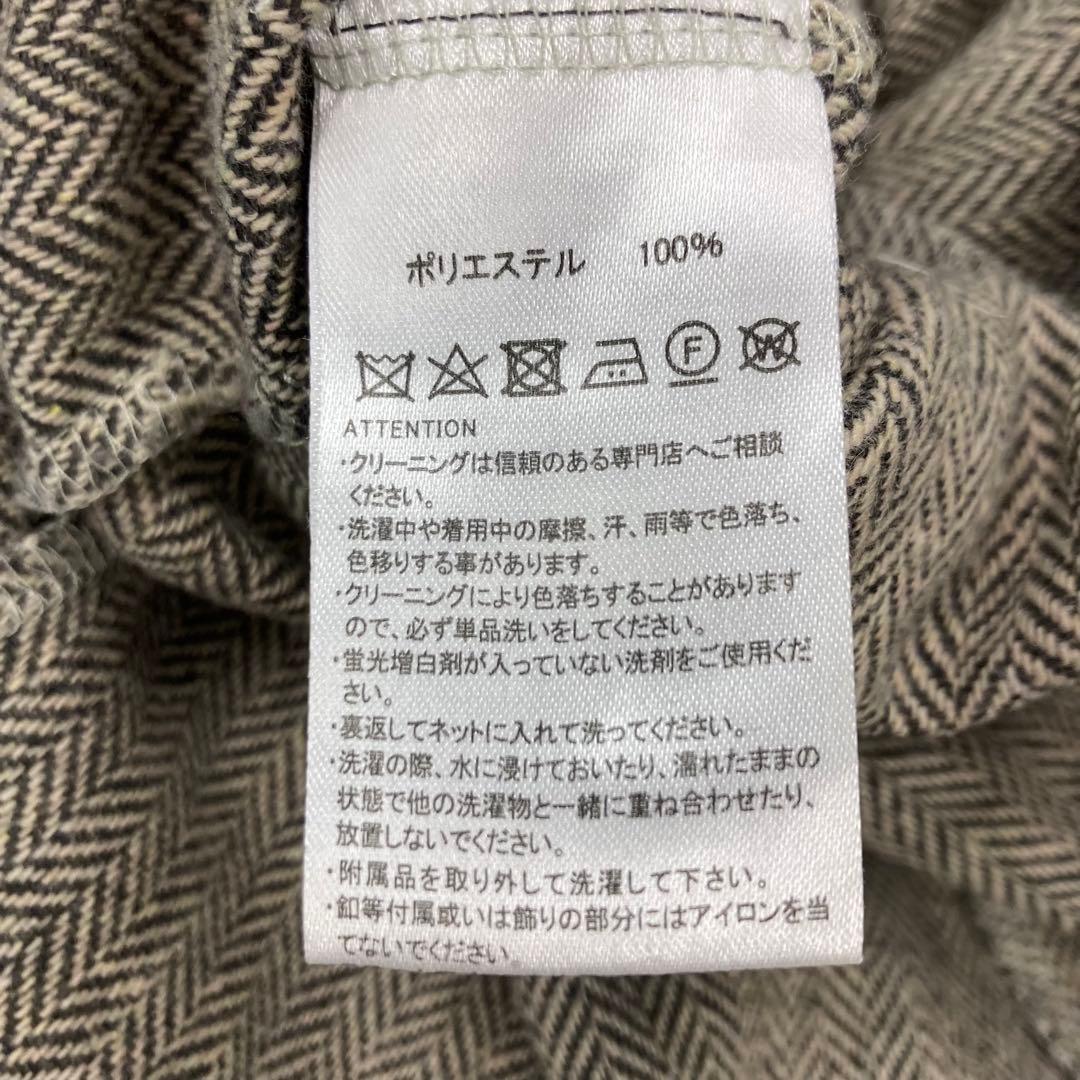 ポリエステル 100%
F W
ATTENTION
・クリーニングは信頼のある専門店へご相談
ください。
・洗濯中や着用中の摩擦、汗、雨等で色落ち、
色移りする事があります。
・クリーニングにより色落ちすることがあります
ので、必ず単品洗いをしてください。
・蛍光増白剤が入っていない洗剤をご使用くだ
さい。
・裏返してネットに入れて洗ってください。
・洗濯の際、水に浸けておいたり、濡れたままの
状態で他の洗濯物と一緒に重ね合わせたり、
放置しないでください。
・附属品を取り外して洗濯して下さい。
・釦等付属或いは飾りの部分にはアイロンを当
てないでください